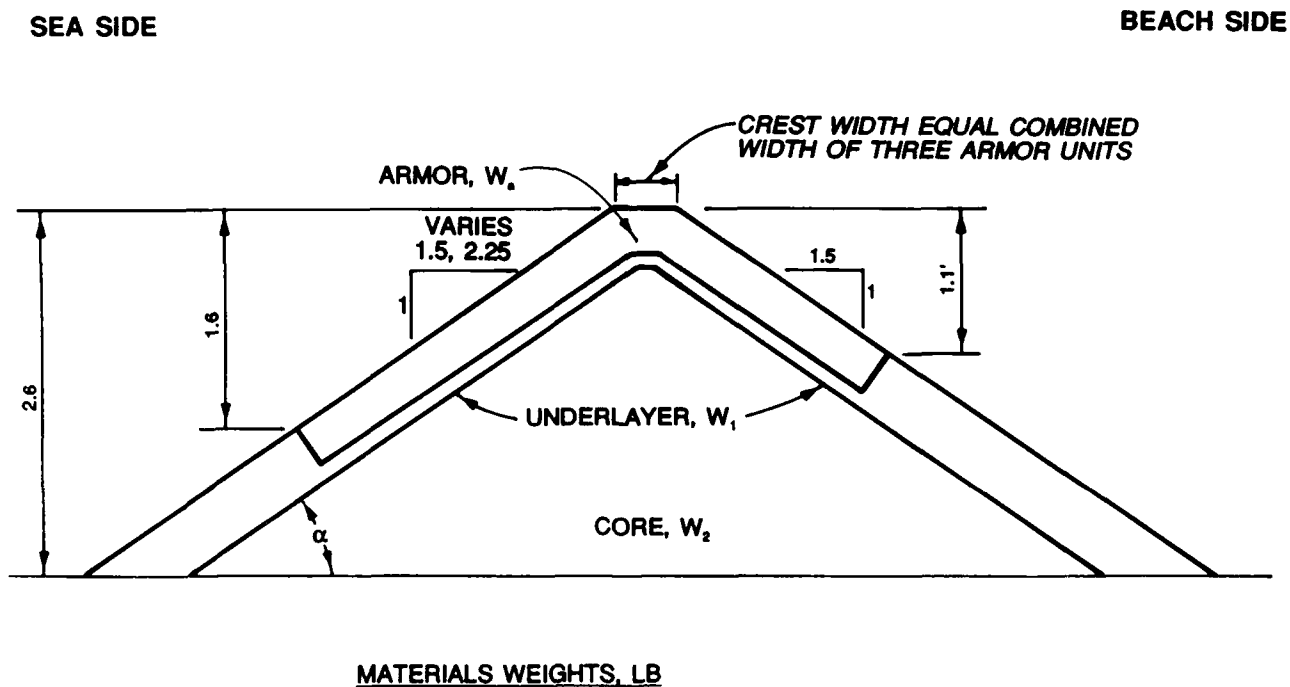 SEA SIDE
BEACH SIDE
CREST WIDTH EQUAL COMBINED
WIDTH OF THREE ARMOR UNITS
ARMOR, Wₐ
VARIES
1.5, 2.25
1
1.5
1
1.1'
1.6
2.6
UNDERLAYER, W₁
α
CORE, W₂
MATERIALS WEIGHTS, LB